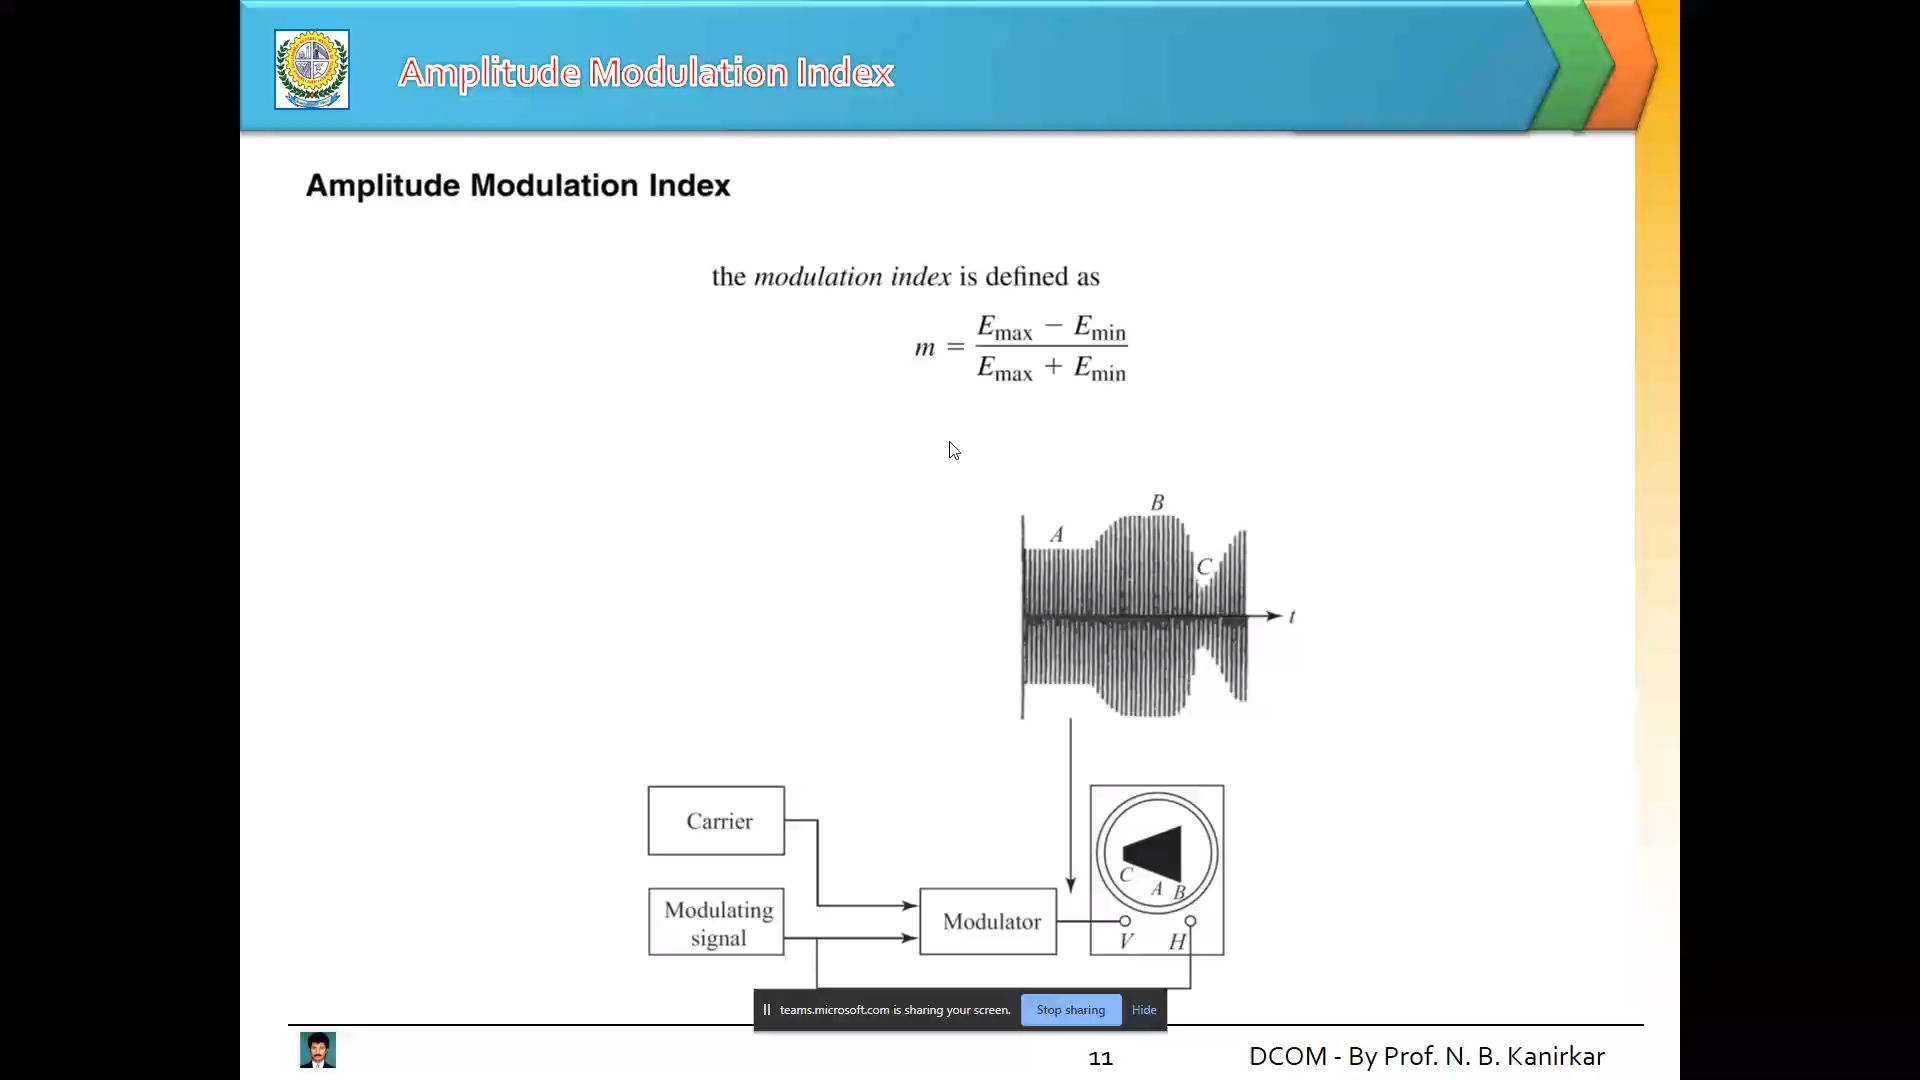 Amplitude Modulation Index
Amplitude Modulation Index
the modulation index is defined as
m = (E_max − E_min) / (E_max + E_min)
B
A
C
t
Carrier
Modulating
signal
Modulator
C
A
B
V
H
teams.microsoft.com is sharing your screen.
Stop sharing
Hide
11
DCOM - By Prof. N. B. Kanirkar